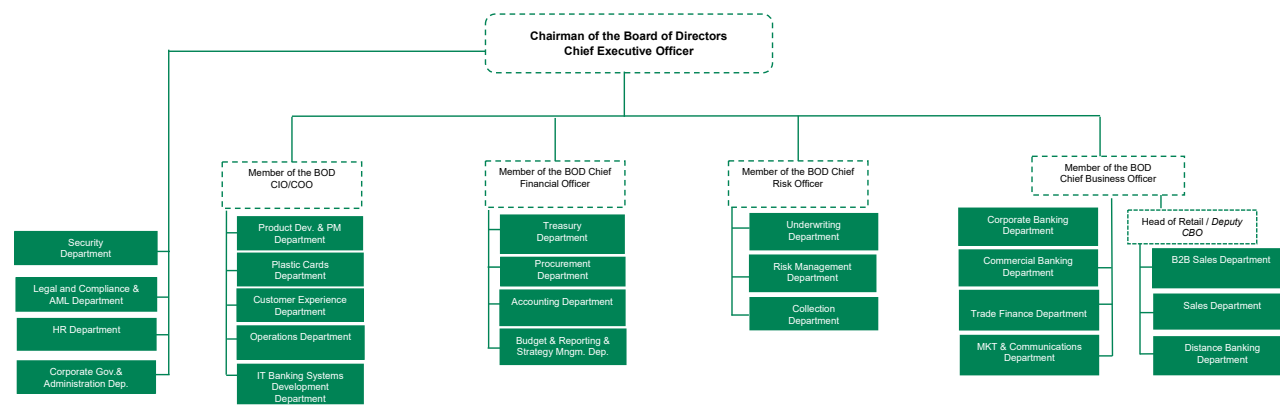 Chairman of the Board of Directors
Chief Executive Officer
Member of the BOD
CIO/COO
Member of the BOD Chief
Financial Officer
Member of the BOD Chief
Risk Officer
Member of the BOD
Chief Business Officer
Security
Department
Legal and Compliance &
AML Department
HR Department
Corporate Gov.&
Administration Dep.
Product Dev. & PM
Department
Plastic Cards
Department
Customer Experience
Department
Operations Department
IT Banking Systems
Development
Department
Treasury
Department
Procurement
Department
Accounting Department
Budget & Reporting &
Strategy Mngm. Dep.
Underwriting
Department
Risk Management
Department
Collection
Department
Corporate Banking
Department
Commercial Banking
Department
Trade Finance Department
MKT & Communications
Department
Head of Retail / Deputy
CBO
B2B Sales Department
Sales Department
Distance Banking
Department